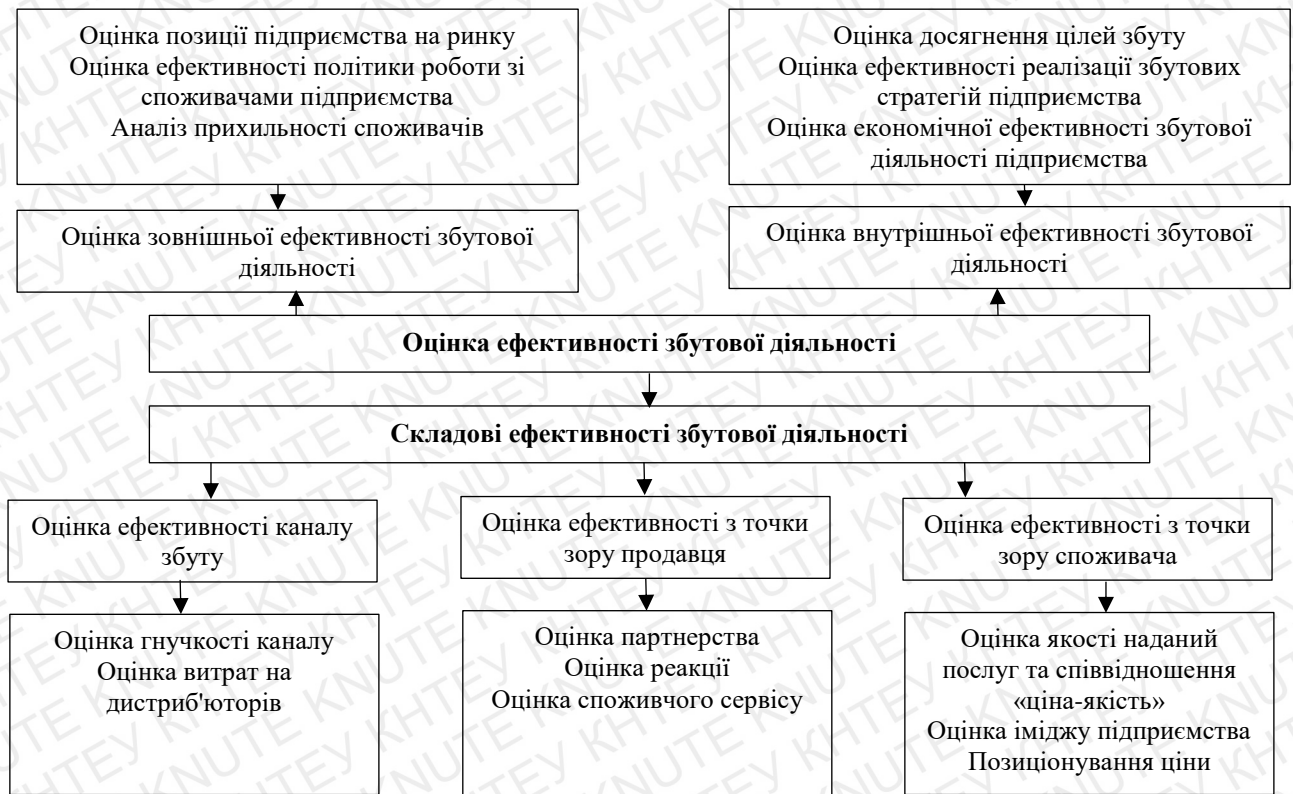 Оцінка позиції підприємства на ринку
Оцінка ефективності політики роботи зі
споживачами підприємства
Аналіз прихильності споживачів
Оцінка досягнення цілей збуту
Оцінка ефективності реалізації збутових
стратегій підприємства
Оцінка економічної ефективності збутової
діяльності підприємства
Оцінка зовнішньої ефективності збутової
діяльності
Оцінка внутрішньої ефективності збутової
діяльності
Оцінка ефективності збутової діяльності
Складові ефективності збутової діяльності
Оцінка ефективності каналу
збуту
Оцінка ефективності з точки
зору продавця
Оцінка ефективності з точки
зору споживача
Оцінка гнучкості каналу
Оцінка витрат на
дистриб'юторів
Оцінка партнерства
Оцінка реакції
Оцінка споживчого сервісу
Оцінка якості наданий
послуг та співвідношення
«ціна-якість»
Оцінка іміджу підприємства
Позиціонування ціни